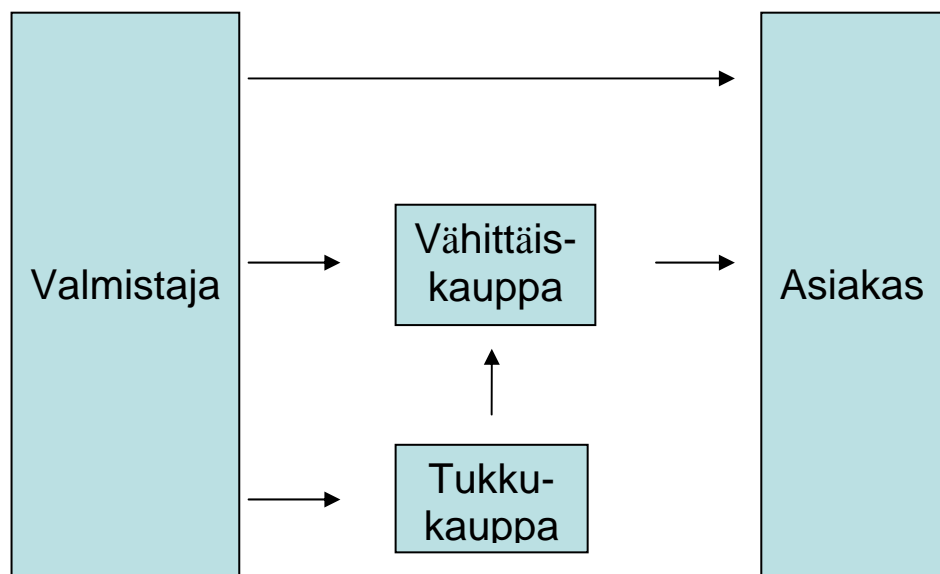 Valmistaja
Vähittäis-
kauppa
Asiakas
Tukku-
kauppa